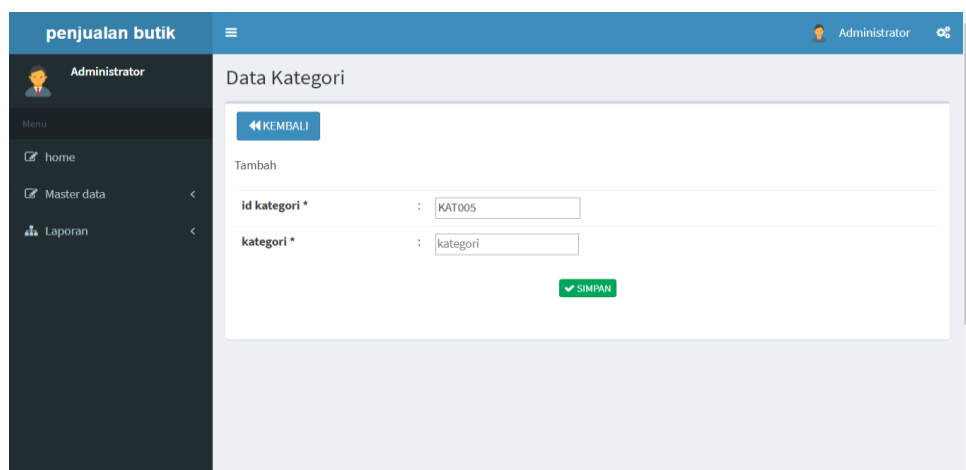 penjualan butik
Administrator
Administrator
Menu
home
Master data
Laporan
Data Kategori
KEMBALI
Tambah
id kategori * : KAT005
kategori * : kategori
SIMPAN